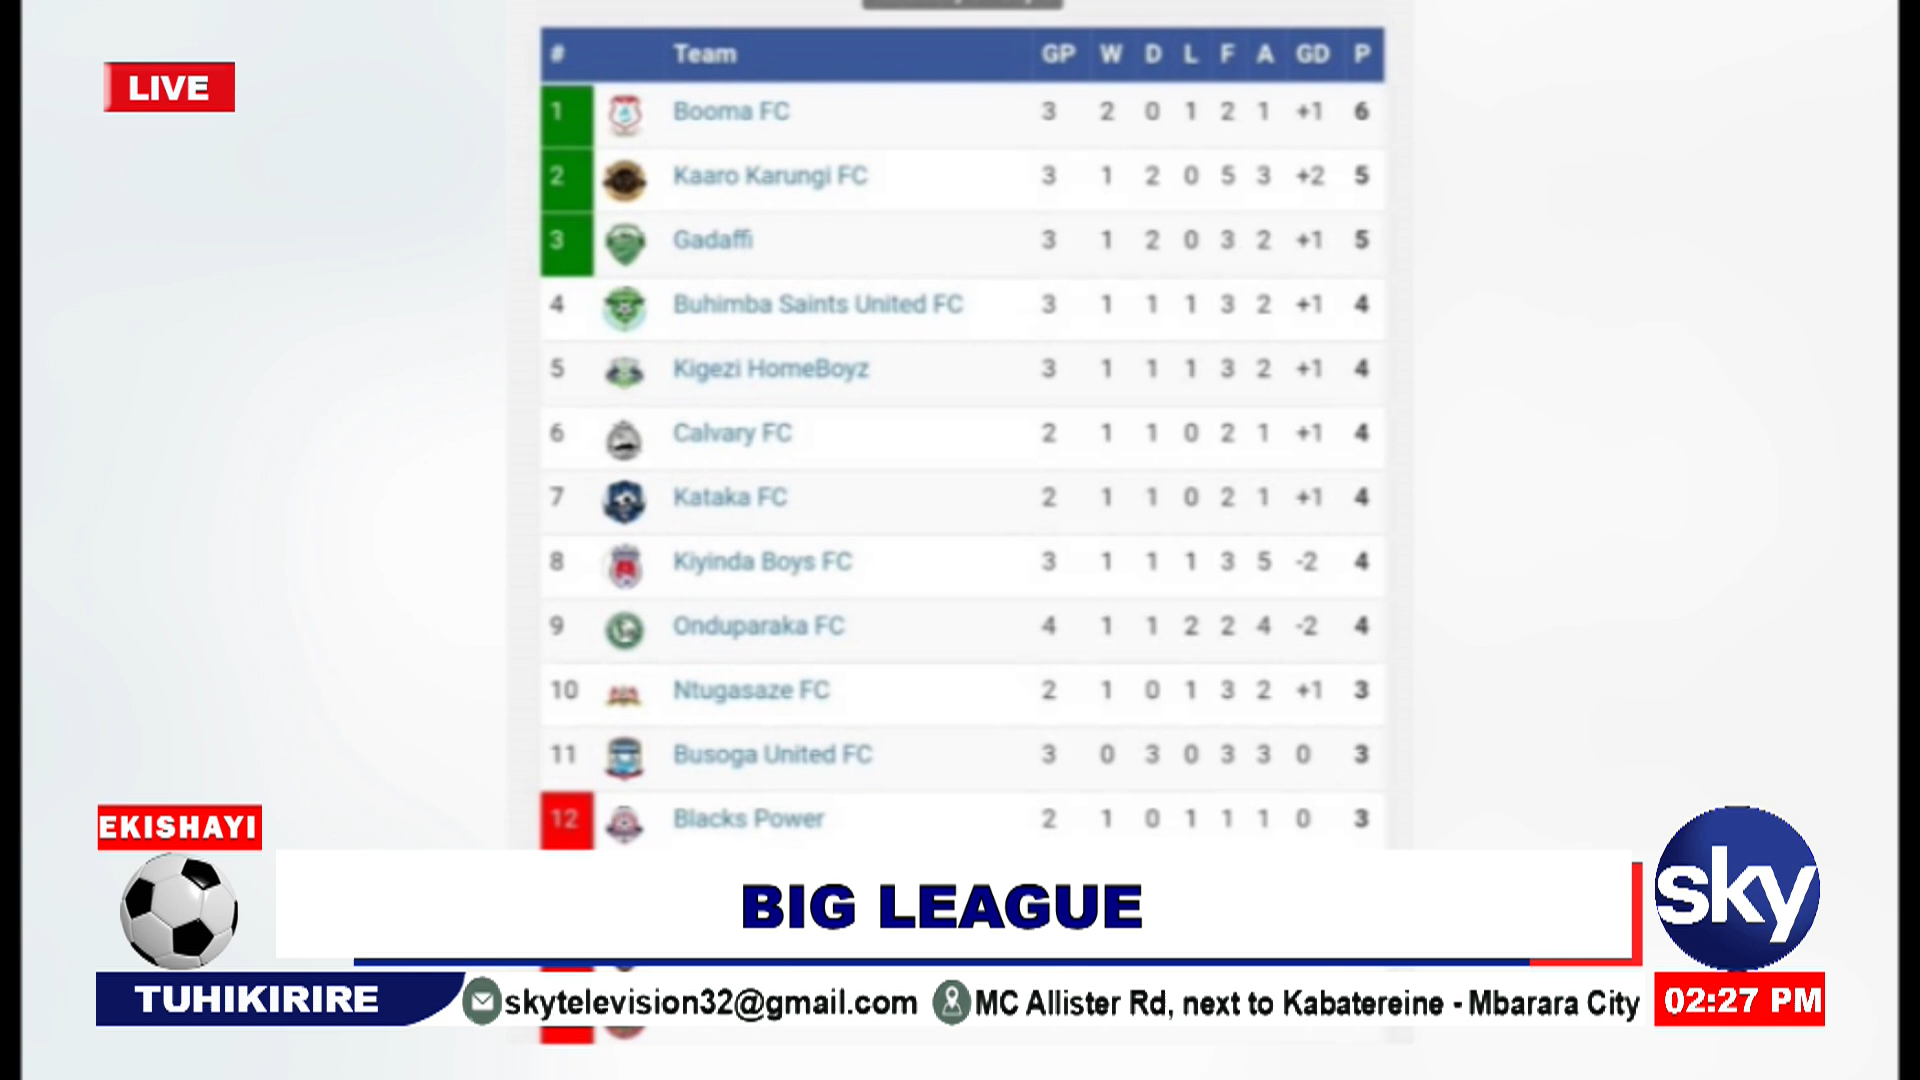 LIVE
# Team GP W D L F A GD P
1 Booma FC 3 2 0 1 2 1 +1 6
2 Kaaro Karungi FC 3 1 2 0 5 3 +2 5
3 Gadaffi 3 1 2 0 3 2 +1 5
4 Buhimba Saints United FC 3 1 1 1 3 2 +1 4
5 Kigezi HomeBoyz 3 1 1 1 3 2 +1 4
6 Calvary FC 2 1 1 0 2 1 +1 4
7 Kataka FC 2 1 1 0 2 1 +1 4
8 Kiyinda Boys FC 3 1 1 1 3 5 -2 4
9 Onduparaka FC 4 1 1 2 2 4 -2 4
10 Ntugasaze FC 2 1 0 1 3 2 +1 3
11 Busoga United FC 3 0 3 0 3 3 0 3
12 Blacks Power 2 1 0 1 1 1 0 3
EKISHAYI
BIG LEAGUE
sky
TUHIKIRIRE
skytelevision32@gmail.com
MC Allister Rd, next to Kabatereine - Mbarara City
02:27 PM